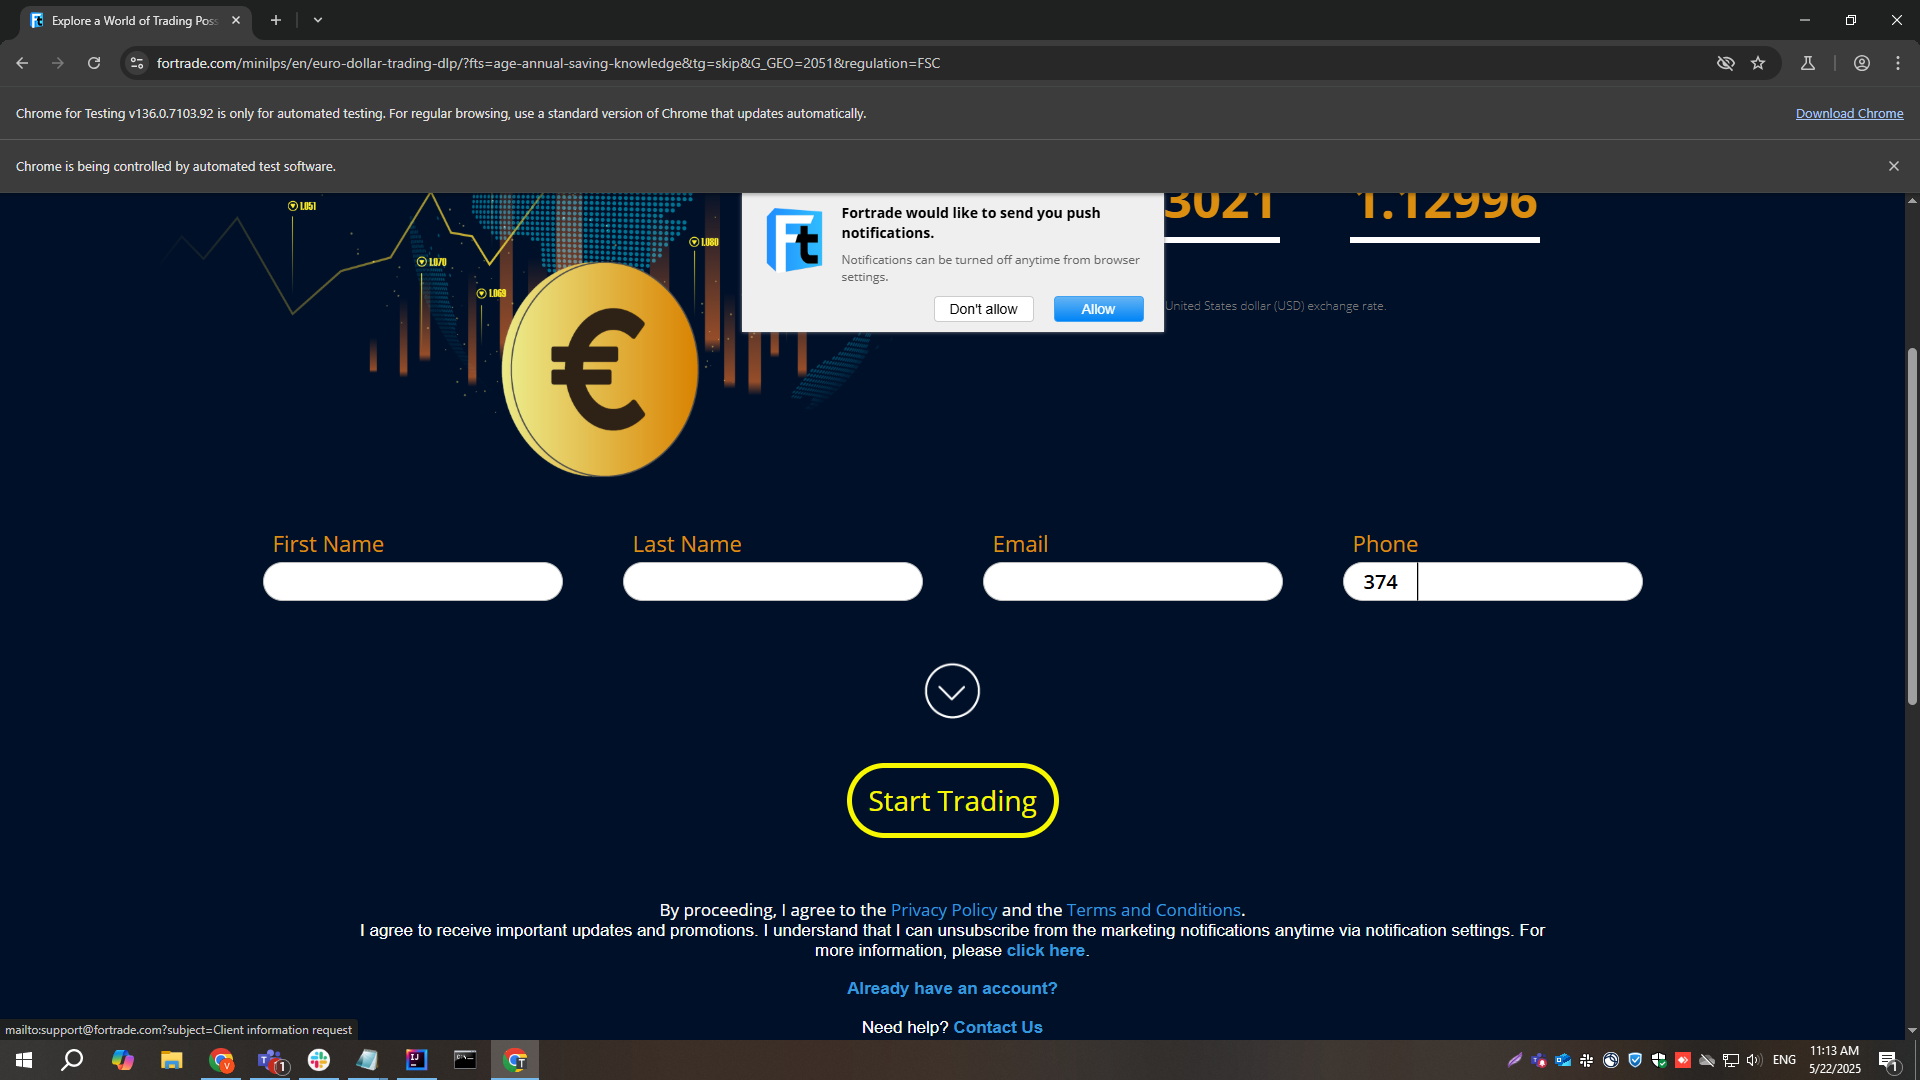 Explore a World of Trading Poss
fortrade.com/minilps/en/euro-dollar-trading-dlp/?fts=age-annual-saving-knowledge&tg=skip&G_GEO=2051&regulation=FSC
Chrome for Testing v136.0.7103.92 is only for automated testing. For regular browsing, use a standard version of Chrome that updates automatically.
Download Chrome
Chrome is being controlled by automated test software.
1.051
1.070
1.069
1.080
Ft
Fortrade would like to send you push
notifications.
Notifications can be turned off anytime from browser
settings.
Don't allow
Allow
3021
1.12996
United States dollar (USD) exchange rate.
€
First Name
Last Name
Email
Phone
374
Start Trading
By proceeding, I agree to the Privacy Policy and the Terms and Conditions.
I agree to receive important updates and promotions. I understand that I can unsubscribe from the marketing notifications anytime via notification settings. For
more information, please click here.
Already have an account?
Need help? Contact Us
mailto:support@fortrade.com?subject=Client information request
ENG
11:13 AM
5/22/2025